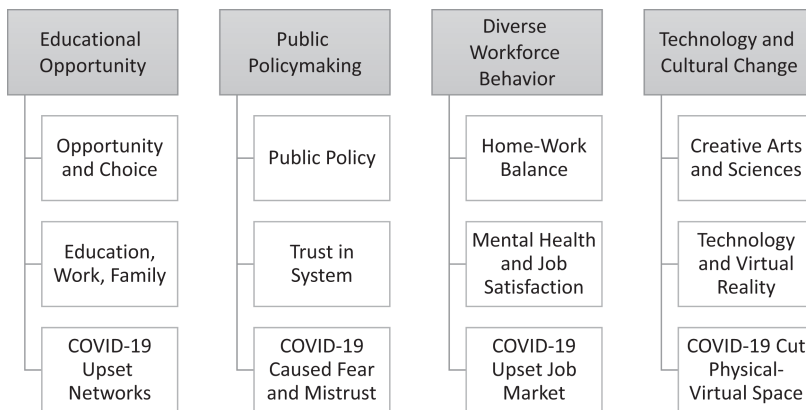 Educational
Opportunity
Opportunity
and Choice
Education,
Work, Family
COVID-19
Upset
Networks
Public
Policymaking
Public Policy
Trust in
System
COVID-19
Caused Fear
and Mistrust
Diverse
Workforce
Behavior
Home-Work
Balance
Mental Health
and Job
Satisfaction
COVID-19
Upset Job
Market
Technology and
Cultural Change
Creative Arts
and Sciences
Technology
and Virtual
Reality
COVID-19 Cut
Physical-
Virtual Space